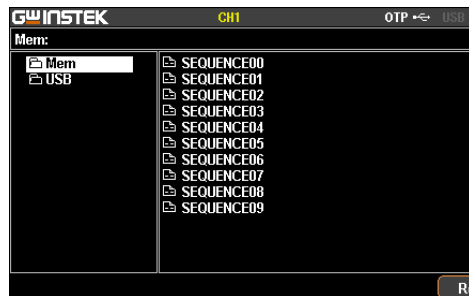 GWINSTEK CH1 OTP USB
Mem:
Mem
USB
SEQUENCE00
SEQUENCE01
SEQUENCE02
SEQUENCE03
SEQUENCE04
SEQUENCE05
SEQUENCE06
SEQUENCE07
SEQUENCE08
SEQUENCE09